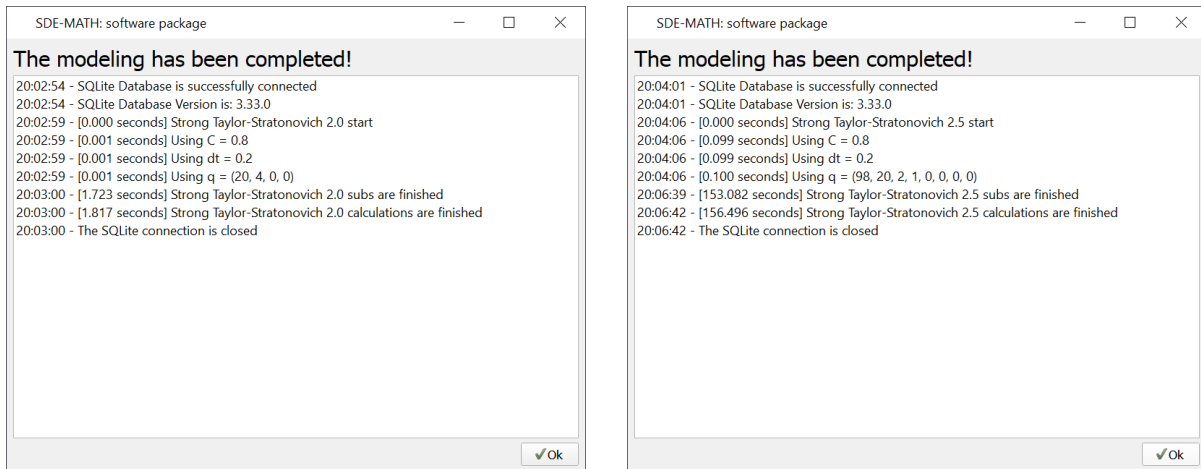 SDE-MATH: software package
The modeling has been completed!
20:02:54 - SQLite Database is successfully connected
20:02:54 - SQLite Database Version is: 3.33.0
20:02:59 - [0.000 seconds] Strong Taylor-Stratonovich 2.0 start
20:02:59 - [0.001 seconds] Using C = 0.8
20:02:59 - [0.001 seconds] Using dt = 0.2
20:02:59 - [0.001 seconds] Using q = (20, 4, 0, 0)
20:03:00 - [1.723 seconds] Strong Taylor-Stratonovich 2.0 subs are finished
20:03:00 - [1.817 seconds] Strong Taylor-Stratonovich 2.0 calculations are finished
20:03:00 - The SQLite connection is closed
Ok
SDE-MATH: software package
The modeling has been completed!
20:04:01 - SQLite Database is successfully connected
20:04:01 - SQLite Database Version is: 3.33.0
20:04:06 - [0.000 seconds] Strong Taylor-Stratonovich 2.5 start
20:04:06 - [0.099 seconds] Using C = 0.8
20:04:06 - [0.099 seconds] Using dt = 0.2
20:04:06 - [0.100 seconds] Using q = (98, 20, 2, 1, 0, 0, 0, 0)
20:06:39 - [153.082 seconds] Strong Taylor-Stratonovich 2.5 subs are finished
20:06:42 - [156.496 seconds] Strong Taylor-Stratonovich 2.5 calculations are finished
20:06:42 - The SQLite connection is closed
Ok